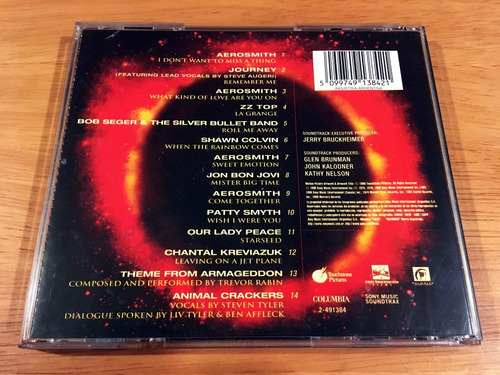 AEROSMITH 1
I DON'T WANT TO MISS A THING
JOURNEY 2
(FEATURING LEAD VOCALS BY STEVE AUGERI)
REMEMBER ME
AEROSMITH 3
WHAT KIND OF LOVE ARE YOU ON
ZZ TOP 4
LA GRANGE
BOB SEGER & THE SILVER BULLET BAND 5
ROLL ME AWAY
SHAWN COLVIN 6
WHEN THE RAINBOW COMES
AEROSMITH 7
SWEET EMOTION
JON BON JOVI 8
MISTER BIG TIME
AEROSMITH 9
COME TOGETHER
PATTY SMYTH 10
WISH I WERE YOU
OUR LADY PEACE 11
STARSEED
CHANTAL KREVIAZUK 12
LEAVING ON A JET PLANE
THEME FROM ARMAGEDDON 13
COMPOSED AND PERFORMED BY TREVOR RABIN
ANIMAL CRACKERS 14
VOCALS BY STEVEN TYLER
DIALOGUE SPOKEN BY LIV TYLER & BEN AFFLECK
5 099749 138421
INDUSTRIA ARGENTINA
SOUNDTRACK EXECUTIVE PRODUCER:
JERRY BRUCKHEIMER
SOUNDTRACK PRODUCERS:
GLEN BRUNMAN
JOHN KALODNER
KATHY NELSON
Touchstone
Pictures
COLUMBIA
2-491384
SONY MUSIC
SOUNDTRAX